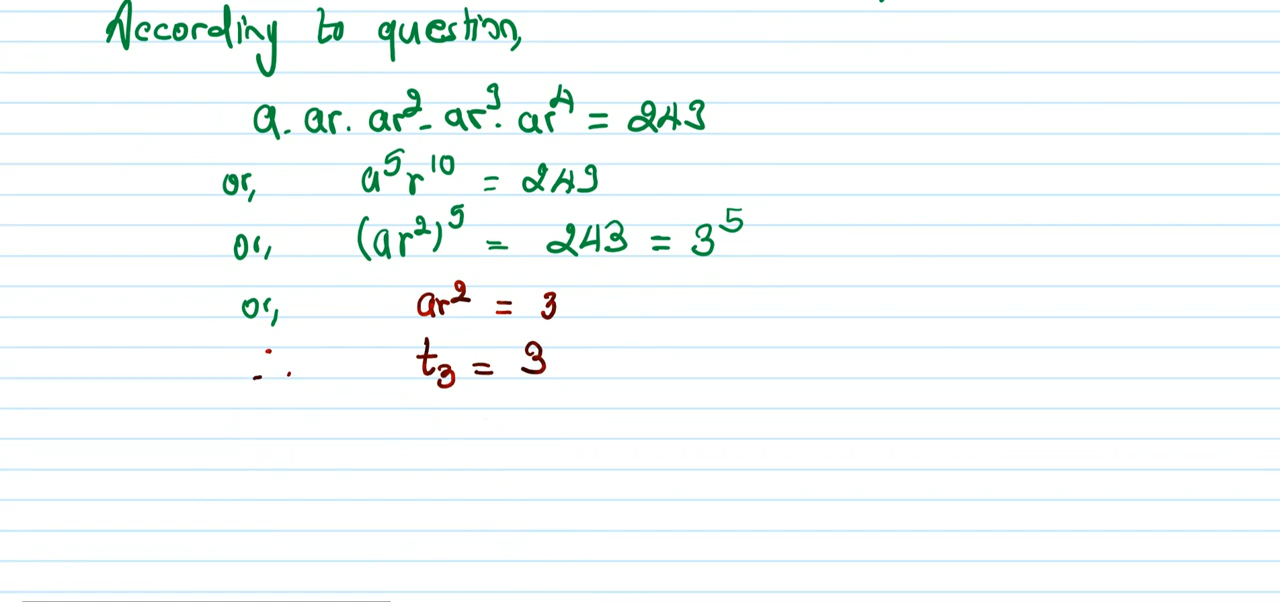 According to question,
a. ar. ar²- ar³. ar⁴ = 243
or, a⁵r¹⁰ = 243
or, (ar²)⁵ = 243 = 3⁵
or, ar² = 3
∴ t₃ = 3